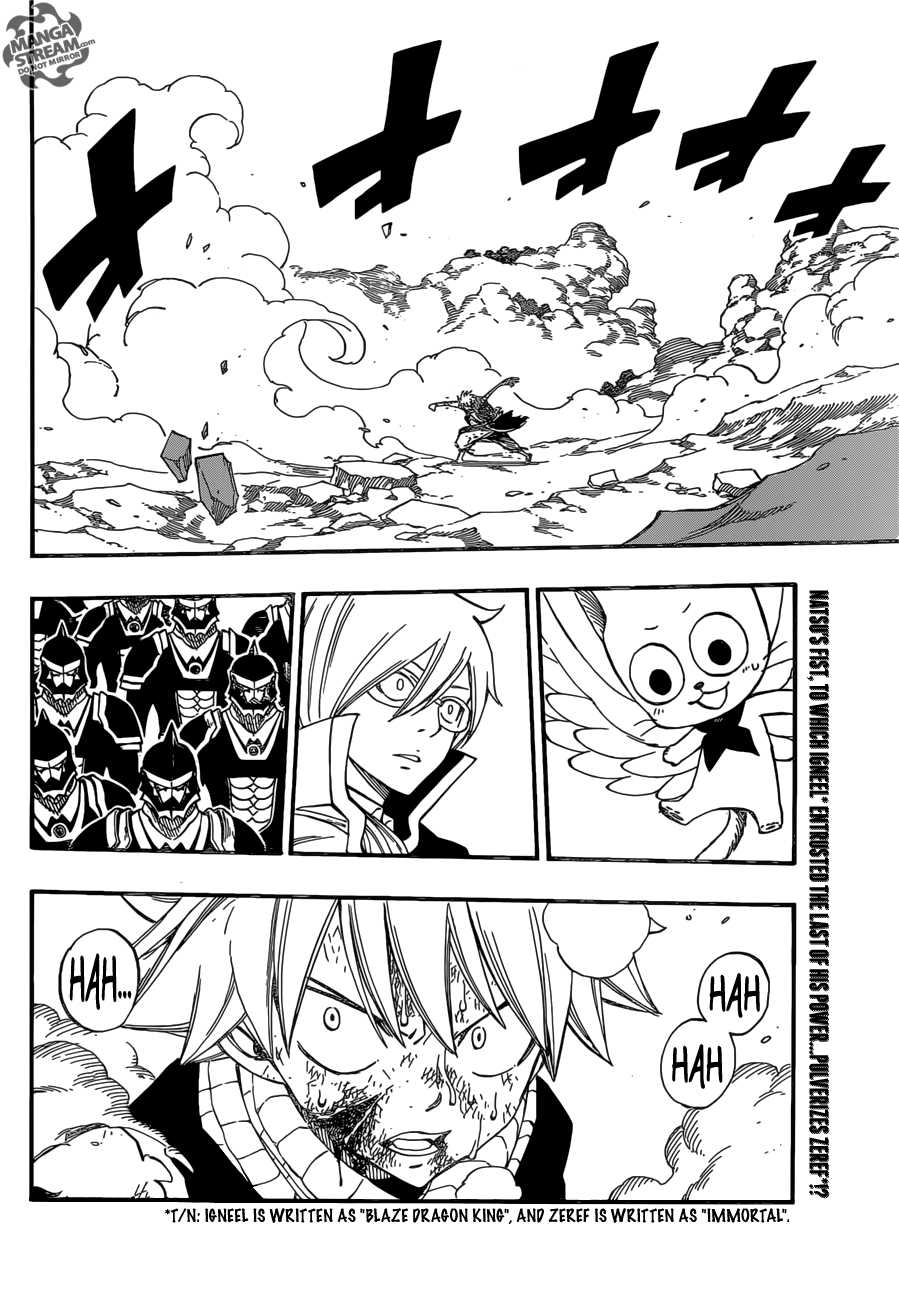 MANGA
STREAM.com
DO NOT MIRROR
NATSU'S FIST, TO WHICH IGNEEL* ENTRUSTED THE LAST OF HIS POWER...PULVERIZES ZEREF*!?
HAH
HAH
HAH...
*T/N: IGNEEL IS WRITTEN AS "BLAZE DRAGON KING", AND ZEREF IS WRITTEN AS "IMMORTAL".